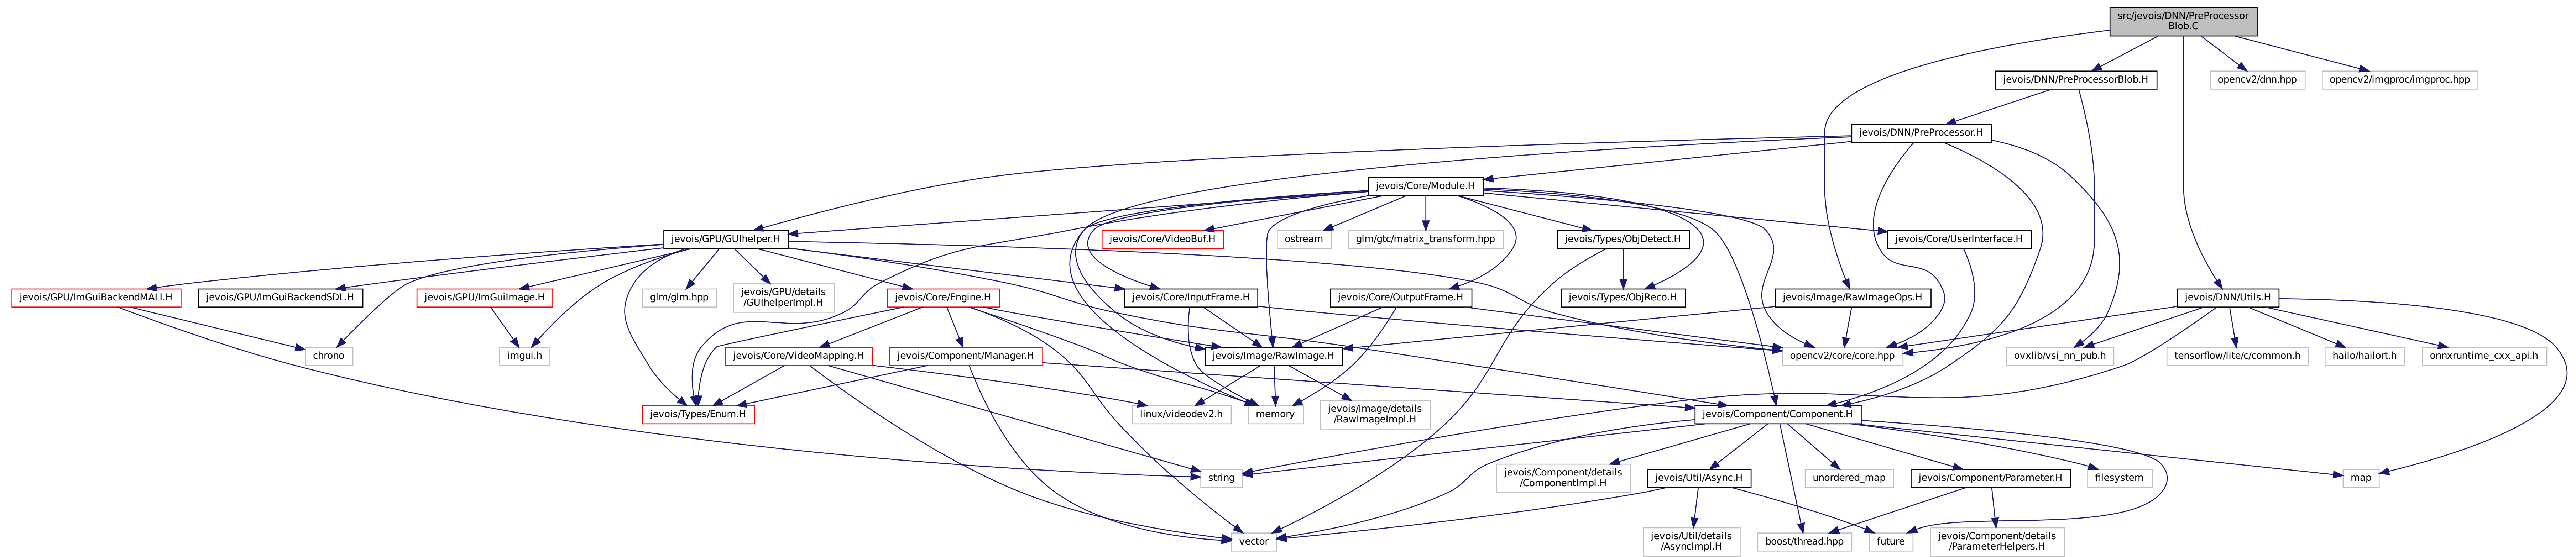 src/jevois/DNN/PreProcessor
Blob.C
jevois/DNN/PreProcessorBlob.H
opencv2/dnn.hpp
opencv2/imgproc/imgproc.hpp
jevois/DNN/PreProcessor.H
jevois/Core/Module.H
jevois/GPU/GUIhelper.H
jevois/Core/VideoBuf.H
ostream
glm/gtc/matrix_transform.hpp
jevois/Types/ObjDetect.H
jevois/Core/UserInterface.H
jevois/GPU/ImGuiBackendMALI.H
jevois/GPU/ImGuiBackendSDL.H
jevois/GPU/ImGuiImage.H
glm/glm.hpp
jevois/GPU/details
/GUIhelperImpl.H
jevois/Core/Engine.H
jevois/Core/InputFrame.H
jevois/Core/OutputFrame.H
jevois/Types/ObjReco.H
jevois/Image/RawImageOps.H
jevois/DNN/Utils.H
chrono
imgui.h
jevois/Core/VideoMapping.H
jevois/Component/Manager.H
jevois/Image/RawImage.H
opencv2/core/core.hpp
ovxlib/vsi_nn_pub.h
tensorflow/lite/c/common.h
hailo/hailort.h
onnxruntime_cxx_api.h
jevois/Types/Enum.H
linux/videodev2.h
memory
jevois/Image/details
/RawImageImpl.H
jevois/Component/Component.H
string
jevois/Component/details
/ComponentImpl.H
jevois/Util/Async.H
unordered_map
jevois/Component/Parameter.H
filesystem
map
vector
jevois/Util/details
/AsyncImpl.H
boost/thread.hpp
future
jevois/Component/details
/ParameterHelpers.H